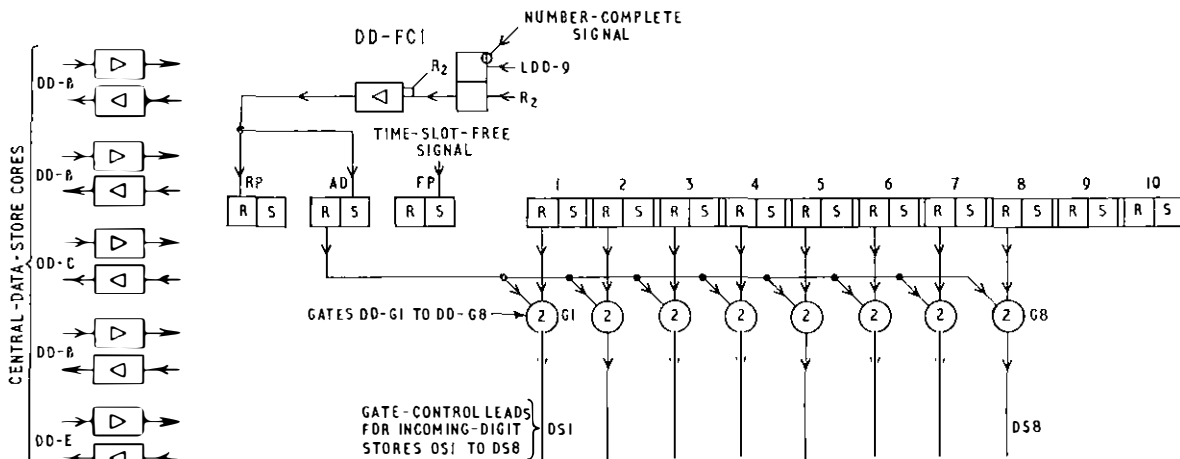 NUMBER-COMPLETE
SIGNAL
DD-FC1
R2
LDD-9
R2
TIME-SLOT-FREE
SIGNAL
CENTRAL-DATA-STORE CORES
DD-B
DD-B
DD-C
DD-B
DD-E
RP
AD
FP
1 2 3 4 5 6 7 8 9 10
R S
R S
R S
R S R S R S R S R S R S R S R S R S R S
GATES DD-G1 TO DD-G8
2 G1 2 2 2 2 2 2 2 G8
GATE-CONTROL LEADS
FOR INCOMING-DIGIT
STORES OS1 TO DS8
DS1
DS8